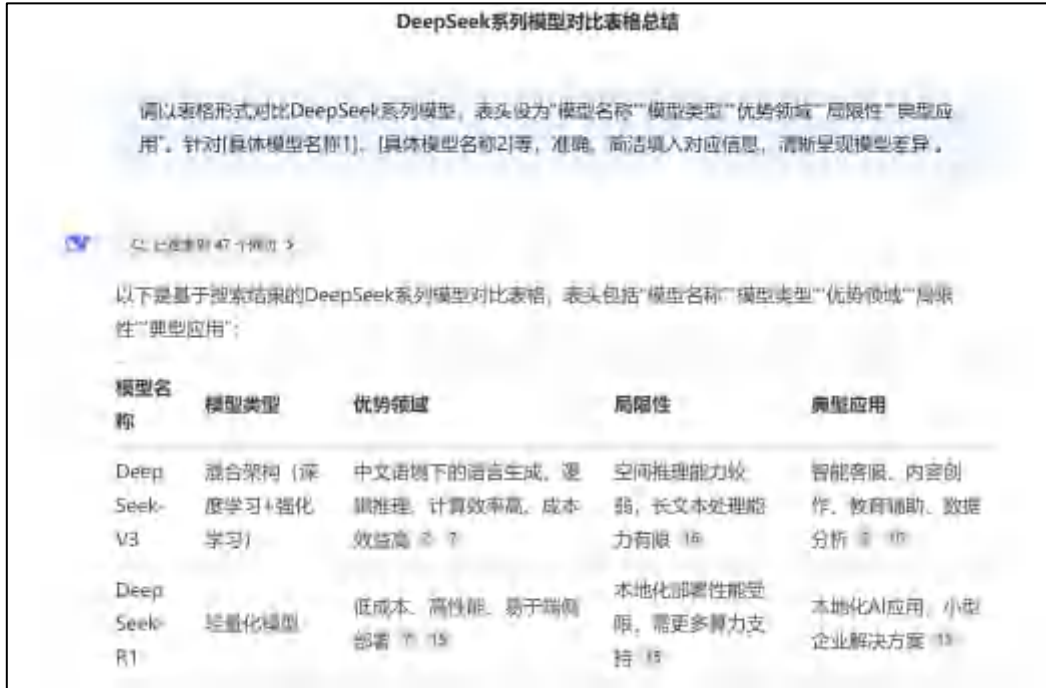 DeepSeek系列模型对比表格总结
请以表格形式对比DeepSeek系列模型，表头设为“模型名称”“模型类型”“优势领域”“局限性”“典型应
用”。针对[具体模型名称1]、[具体模型名称2]等，准确、简洁填入对应信息，清晰呈现模型差异。
已搜索到 47 个网页 >
以下是基于搜索结果的DeepSeek系列模型对比表格，表头包括“模型名称”“模型类型”“优势领域”“局限
性”“典型应用”：
模型名
称
模型类型
优势领域
局限性
典型应用
Deep
Seek-
V3
混合架构（深
度学习+强化
学习）
中文语境下的语言生成、逻
辑推理、计算效率高、成本
效益高 7
空间推理能力较
弱，长文本处理能
力有限
智能客服、内容创
作、教育辅助、数据
分析
Deep
Seek-
R1
轻量化模型
低成本、高性能、易于端侧
部署 15
本地化部署性能受
限，需更多算力支
持 15
本地化AI应用、小型
企业解决方案